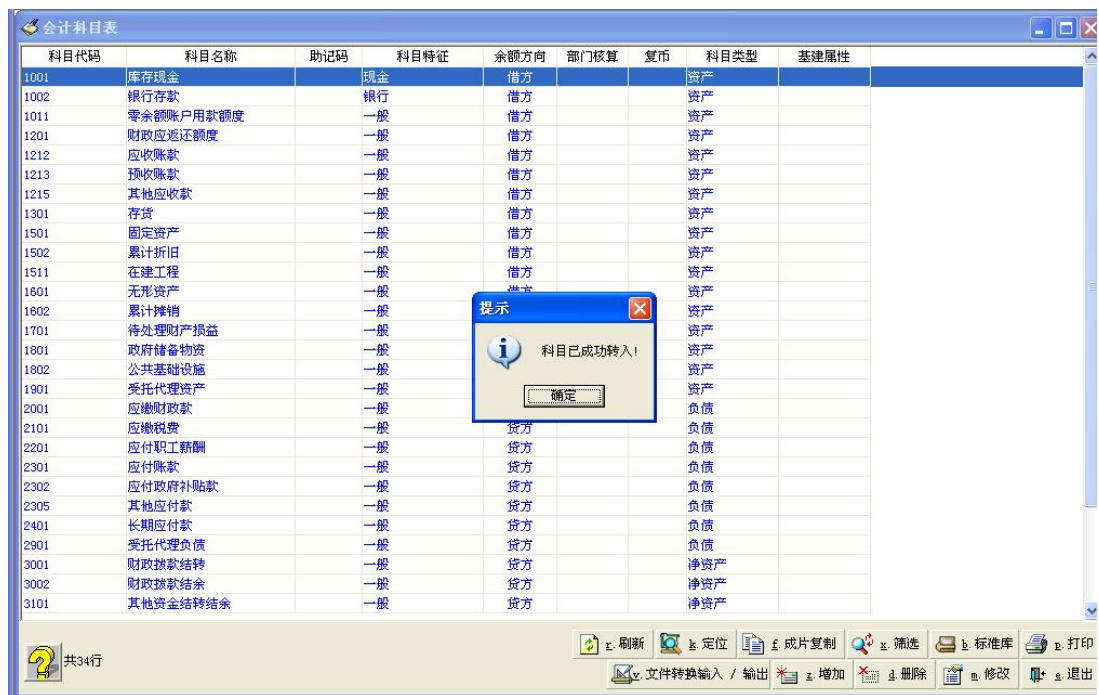 会计科目表
科目代码 科目名称 助记码 科目特征 余额方向 部门核算 复币 科目类型 基建属性
1001 库存现金 现金 借方 资产
1002 银行存款 银行 借方 资产
1011 零余额账户用款额度 一般 借方 资产
1201 财政应返还额度 一般 借方 资产
1212 应收账款 一般 借方 资产
1213 预收账款 一般 借方 资产
1215 其他应收款 一般 借方 资产
1301 存货 一般 借方 资产
1501 固定资产 一般 借方 资产
1502 累计折旧 一般 借方 资产
1511 在建工程 一般 借方 资产
1601 无形资产 一般 资产
1602 累计摊销 一般 资产
1701 待处理财产损益 一般 资产
1801 政府储备物资 一般 资产
1802 公共基础设施 一般 资产
1901 受托代理资产 一般 资产
2001 应缴财政款 一般 负债
2101 应缴税费 一般 贷方 负债
2201 应付职工薪酬 一般 贷方 负债
2301 应付账款 一般 贷方 负债
2302 应付政府补贴款 一般 贷方 负债
2305 其他应付款 一般 贷方 负债
2401 长期应付款 一般 贷方 负债
2901 受托代理负债 一般 贷方 负债
3001 财政拨款结转 一般 贷方 净资产
3002 财政拨款结余 一般 贷方 净资产
3101 其他资金结转结余 一般 贷方 净资产
提示
科目已成功转入!
确定
共34行
r.刷新 k.定位 f.成片复制 x.筛选 b.标准库 p.打印
v.文件转换输入 / 输出 z.增加 d.删除 m.修改 e.退出